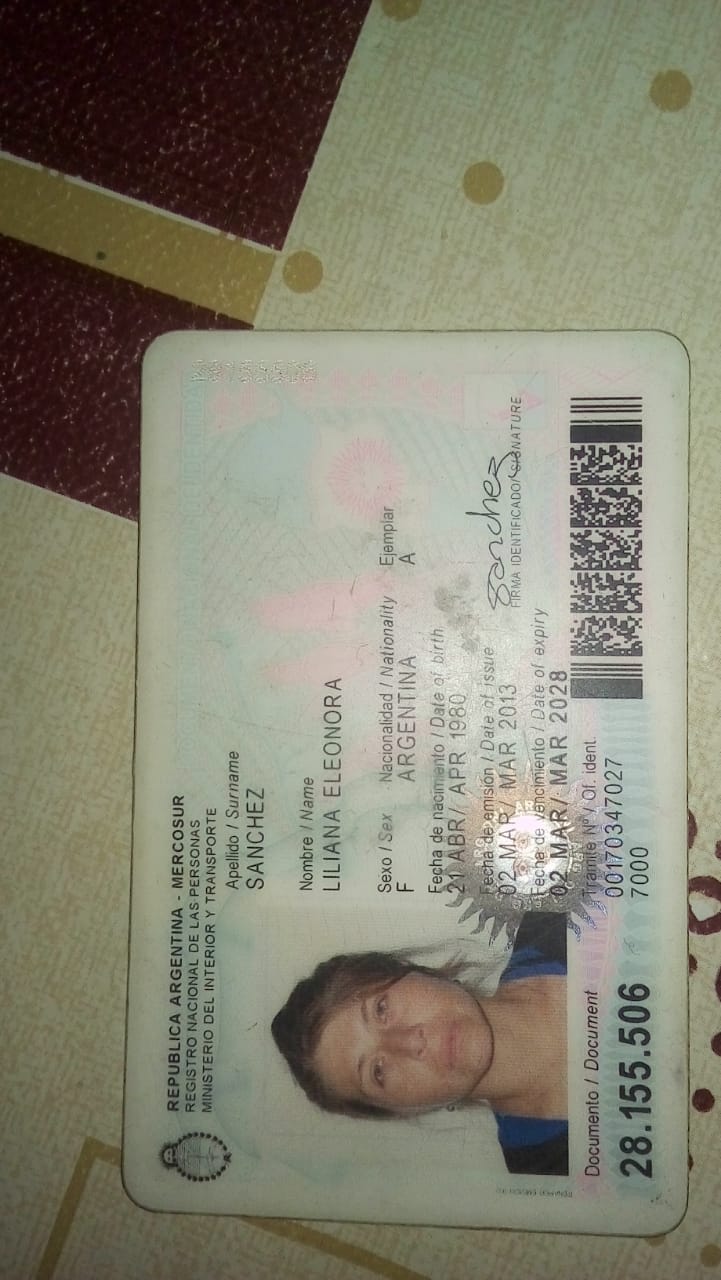 REPUBLICA ARGENTINA - MERCOSUR
REGISTRO NACIONAL DE LAS PERSONAS
MINISTERIO DEL INTERIOR Y TRANSPORTE
Apellido / Surname
SANCHEZ
Nombre / Name
LILIANA ELEONORA
Sexo / Sex Nacionalidad / Nationality Ejemplar
F ARGENTINA A
Fecha de nacimiento / Date of birth
21 ABR/ APR 1980
Fecha de emisión / Date of issue
02 MAR/ MAR 2013
Fecha de vencimiento / Date of expiry
02 MAR/ MAR 2028
Sanchez
FIRMA IDENTIFICADO/ SIGNATURE
Tramite Nº / Of. ident.
00170347027
7000
Documento / Document
28.155.506